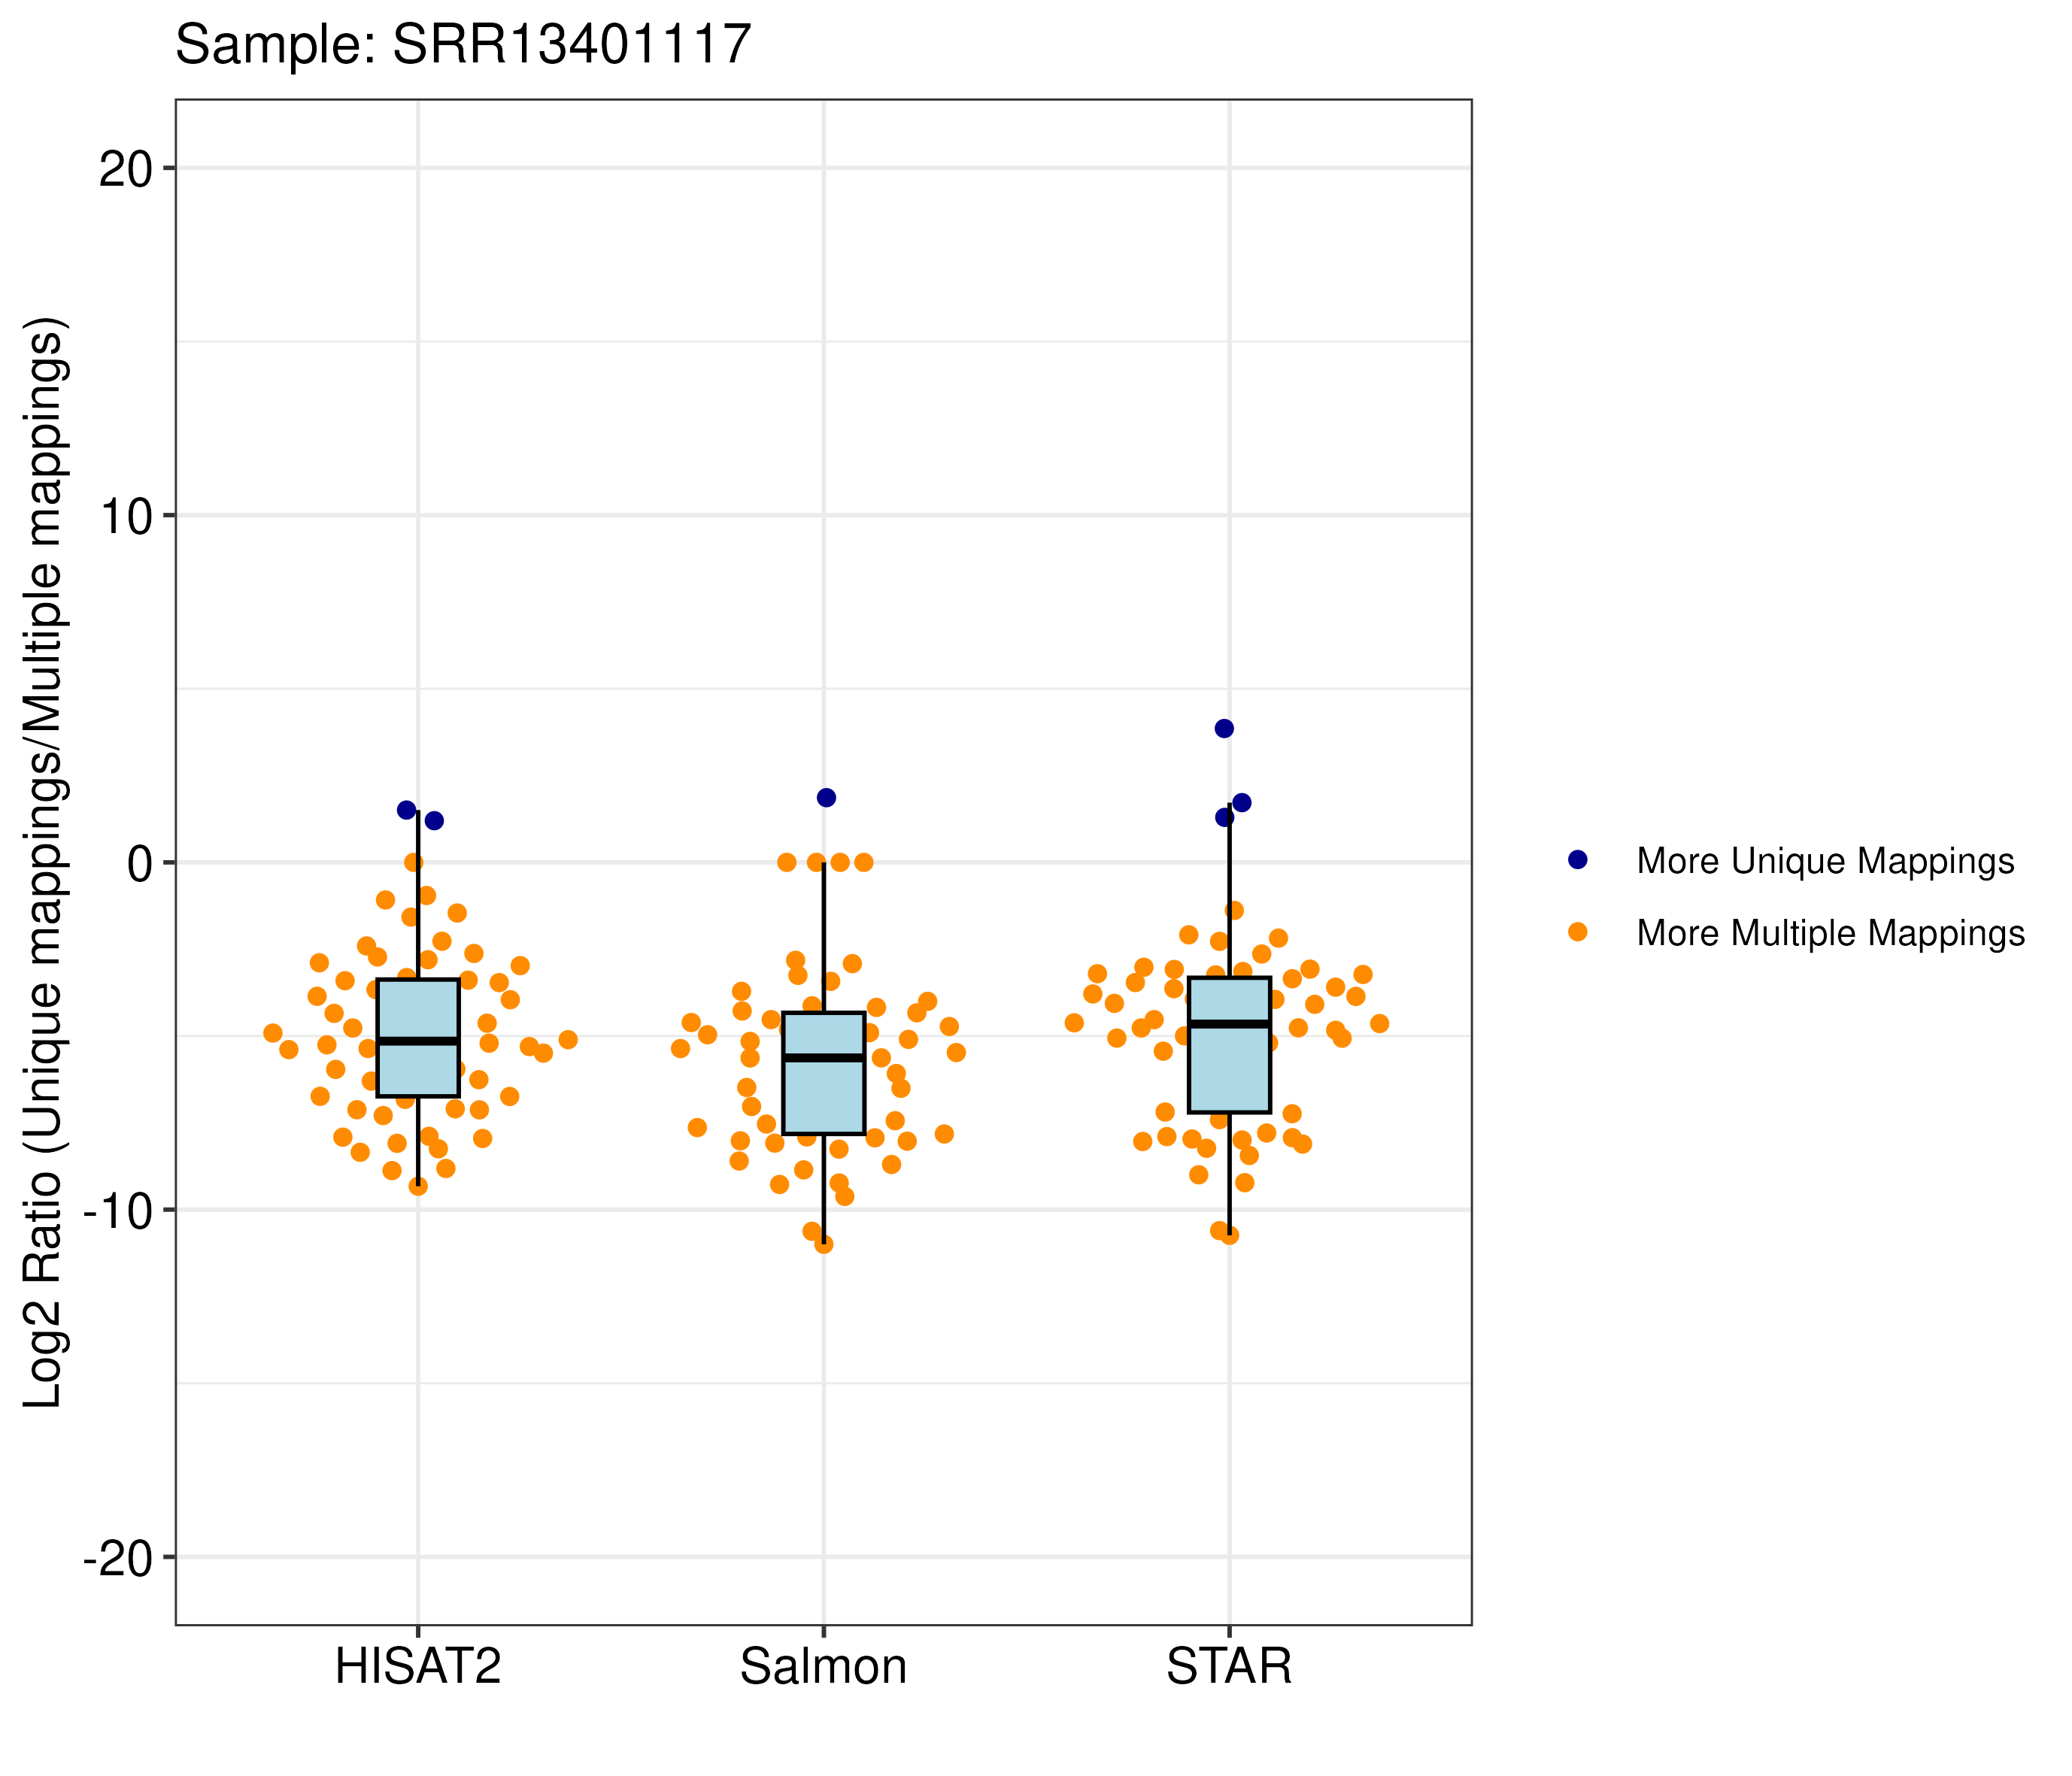 Sample: SRR13401117
Log2 Ratio (Unique mappings/Multiple mappings)
20
10
0
-10
-20
HISAT2
Salmon
STAR
More Unique Mappings
More Multiple Mappings